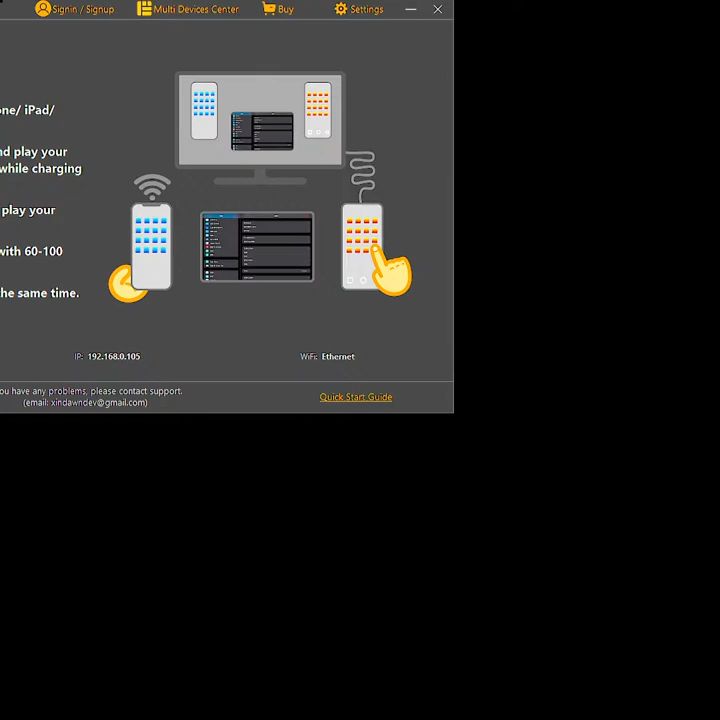 Signin / Signup
Multi Devices Center
Buy
Settings
one/ iPad/
nd play your
while charging
play your
with 60-100
the same time.
IP: 192.168.0.105
WiFi: Ethernet
ou have any problems, please contact support.
(email: xindawndev@gmail.com)
Quick Start Guide